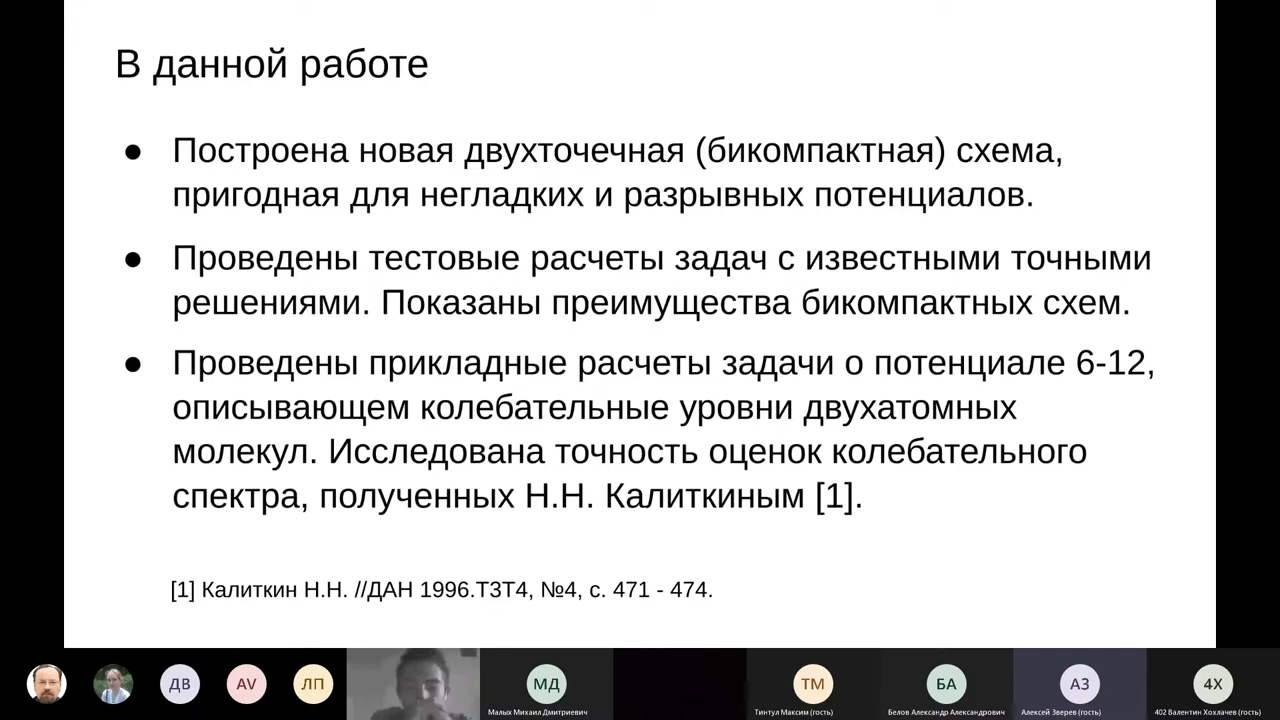 В данной работе
● Построена новая двухточечная (бикомпактная) схема,
пригодная для негладких и разрывных потенциалов.
● Проведены тестовые расчеты задач с известными точными
решениями. Показаны преимущества бикомпактных схем.
● Проведены прикладные расчеты задачи о потенциале 6-12,
описывающем колебательные уровни двухатомных
молекул. Исследована точность оценок колебательного
спектра, полученных Н.Н. Калиткиным [1].
[1] Калиткин Н.Н. //ДАН 1996.Т3Т4, №4, с. 471 - 474.
ДВ
AV
ЛП
МД
ТМ
БА
АЗ
4Х
Малых Михаил Дмитриевич
Тинтул Максим (гость)
Белов Александр Александрович
Алексей Зверев (гость)
402 Валентин Хохлачев (гость)